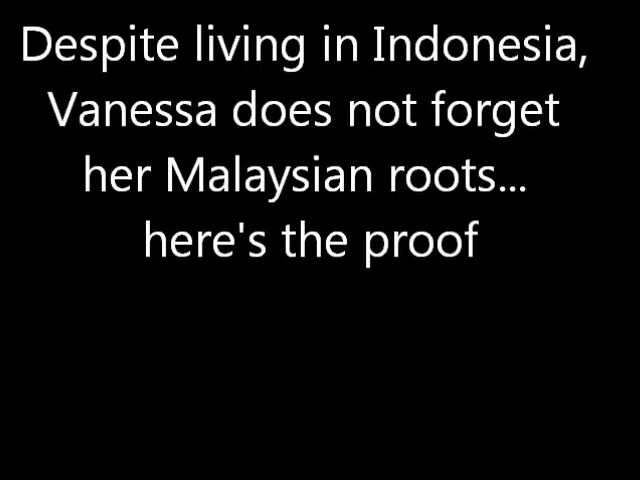 Despite living in Indonesia,
Vanessa does not forget
her Malaysian roots...
here's the proof